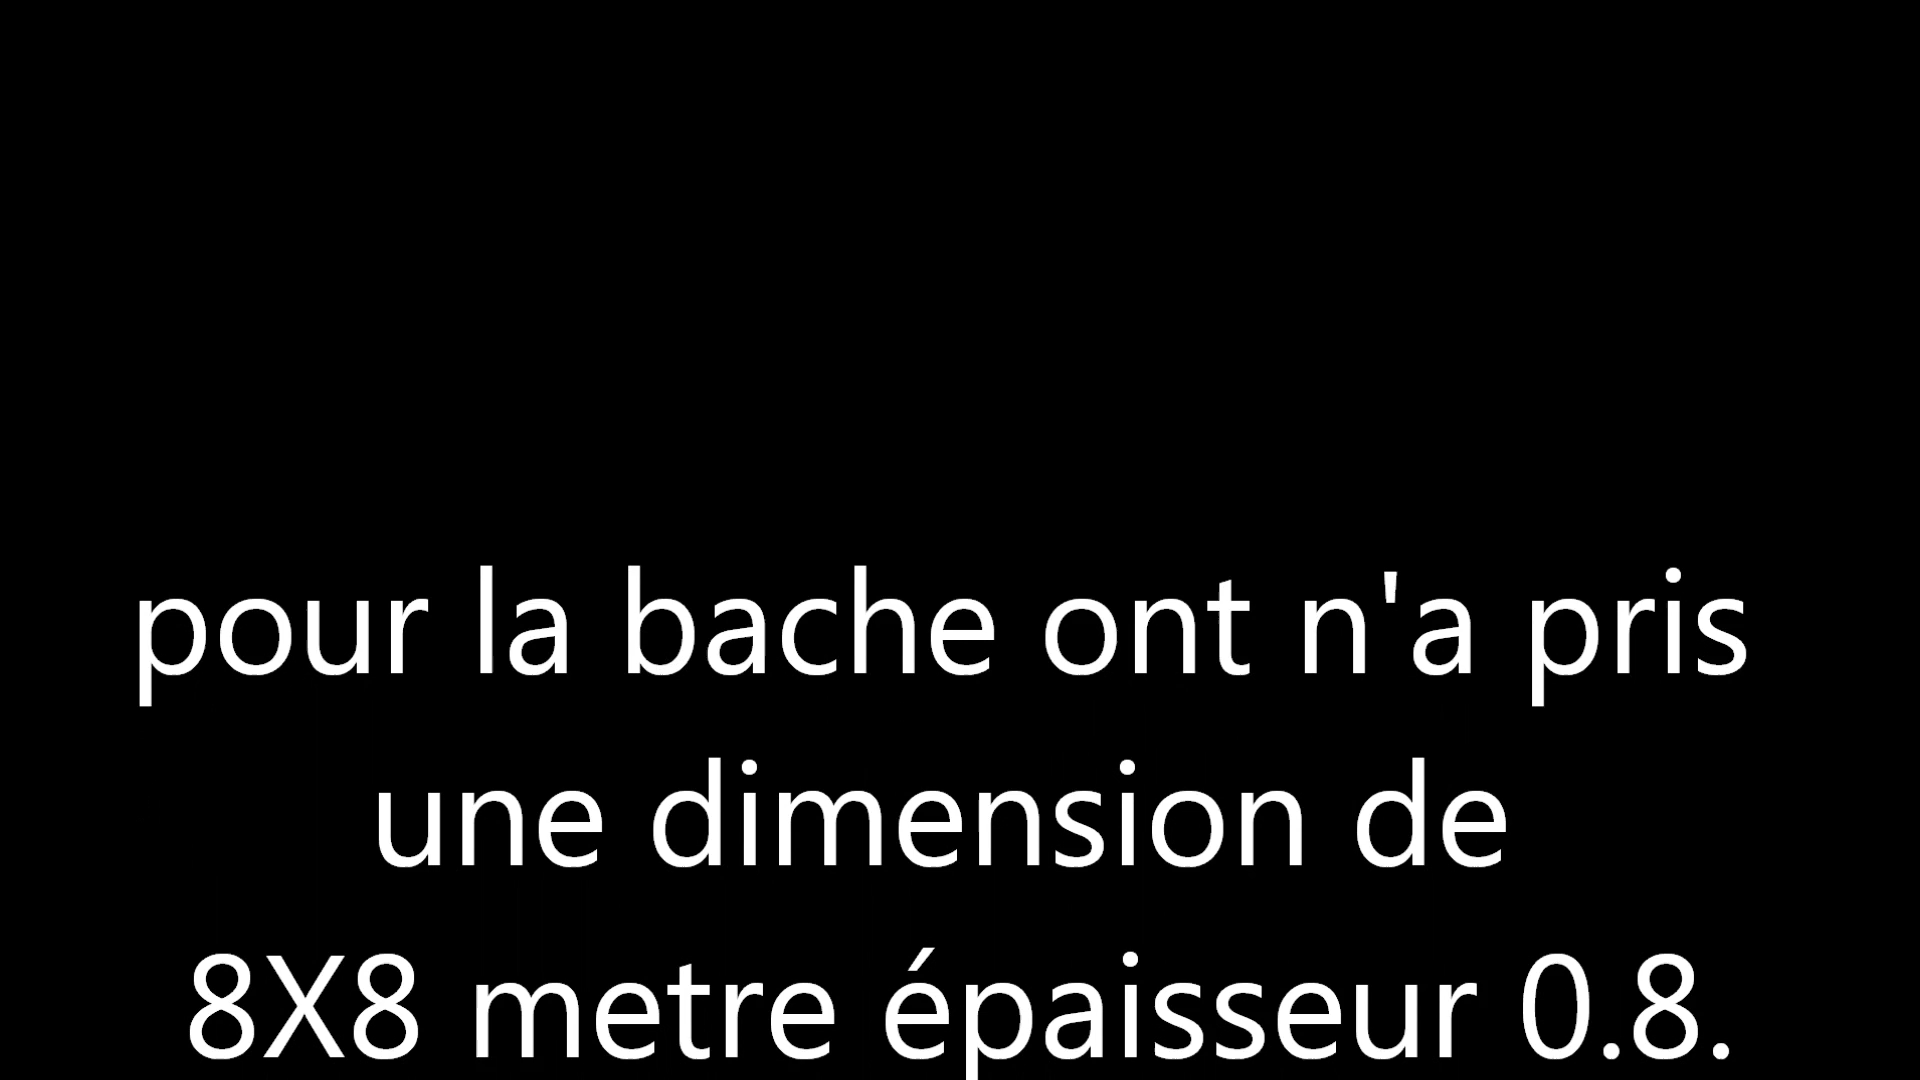 pour la bache ont n'a pris
une dimension de
8X8 metre épaisseur 0.8.